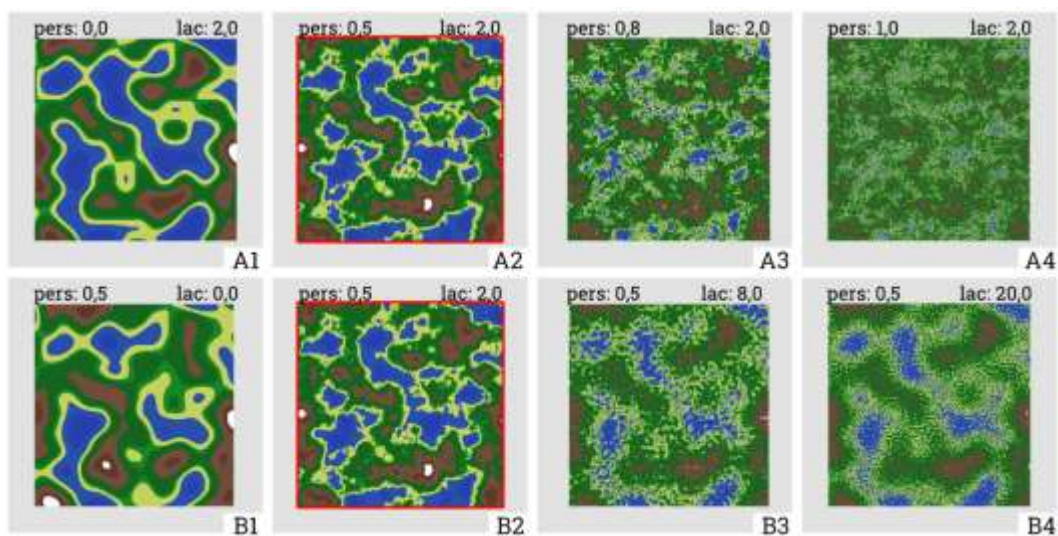 pers: 0,0 lac: 2,0
pers: 0,5 lac: 2,0
pers: 0,8 lac: 2,0
pers: 1,0 lac: 2,0
A1
A2
A3
A4
pers: 0,5 lac: 0,0
pers: 0,5 lac: 2,0
pers: 0,5 lac: 8,0
pers: 0,5 lac: 20,0
B1
B2
B3
B4